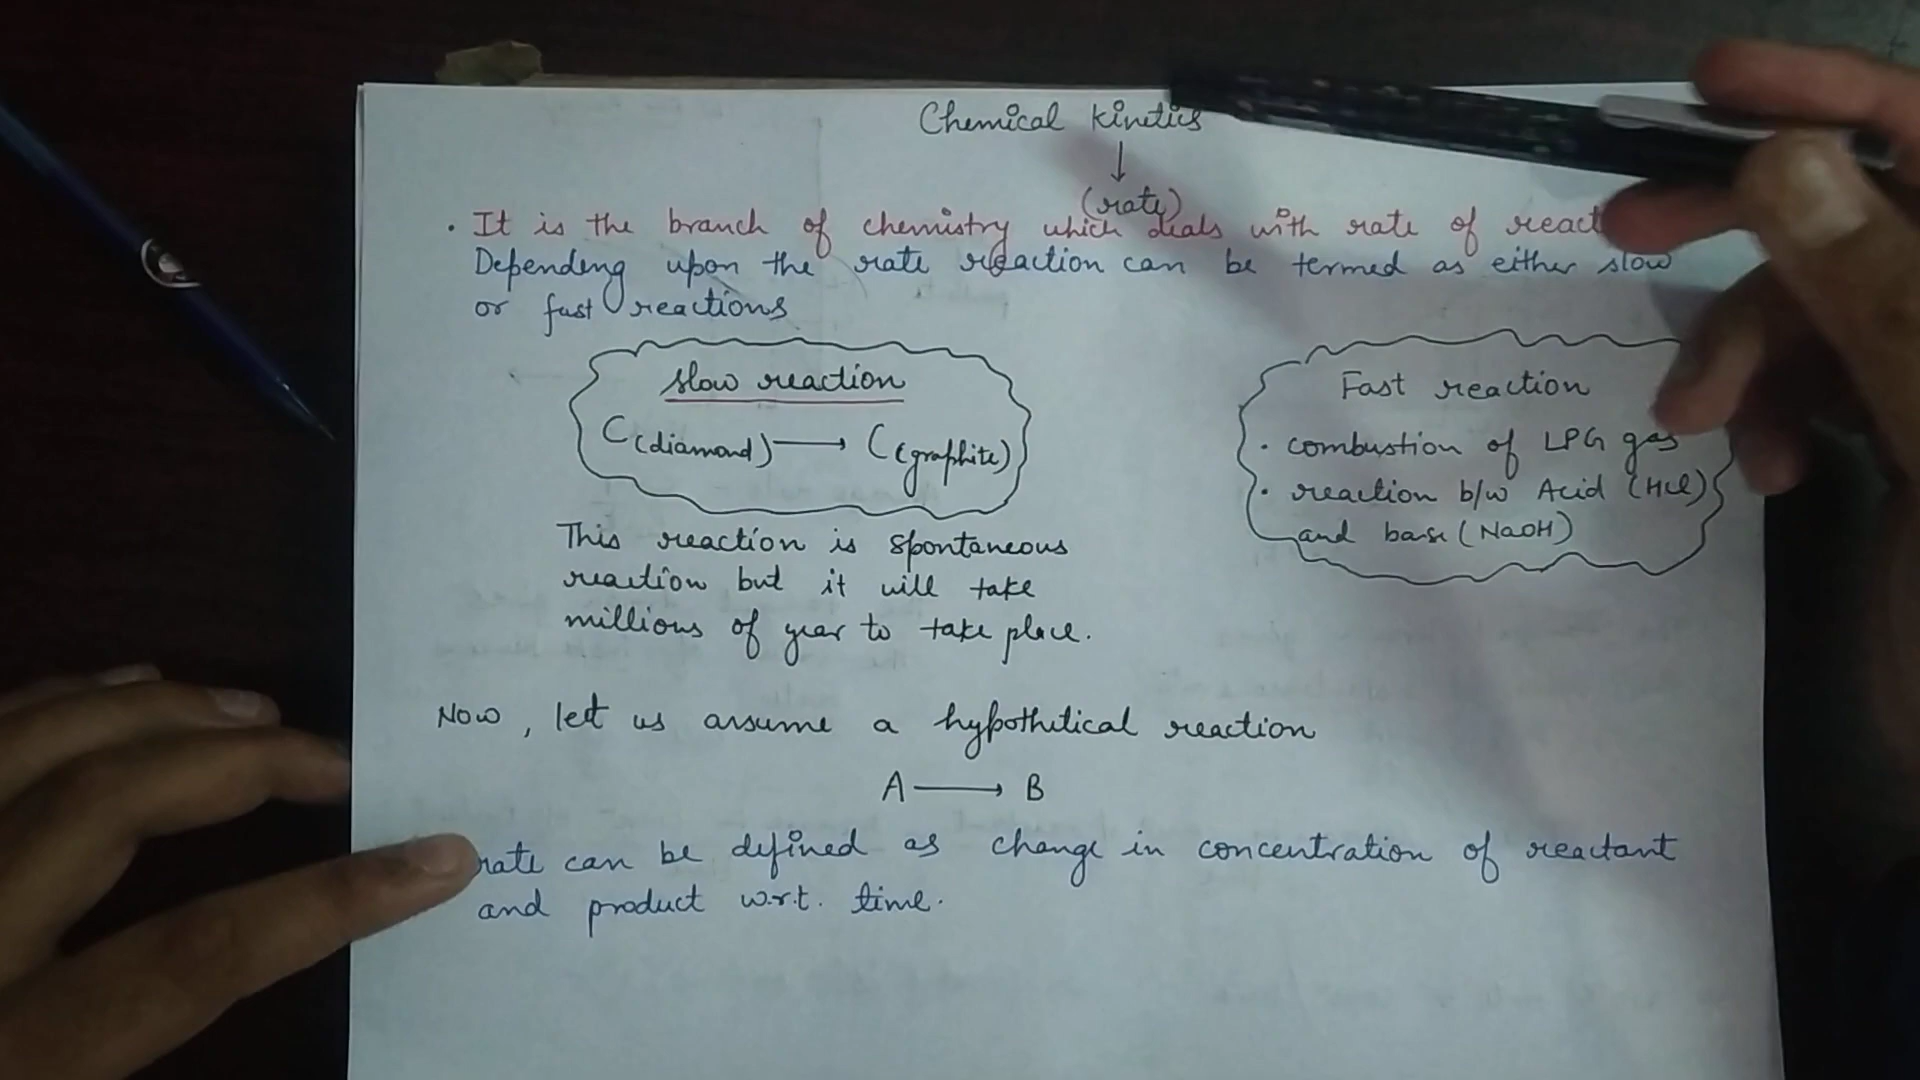 Chemical kinetics
↓
(rate)
• It is the branch of chemistry which deals with rate of react
Depending upon the rate reaction can be termed as either slow
or fast reactions
Slow reaction
C(diamond) → C(graphite)
This reaction is spontaneous
reaction but it will take
millions of year to take place.
Fast reaction
• combustion of LPG gas
• reaction b/w Acid (HCl)
and base (NaOH)
Now, let us assume a hypothitical reaction
A → B
rate can be defined as change in concentration of reactant
and product w.r.t. time.